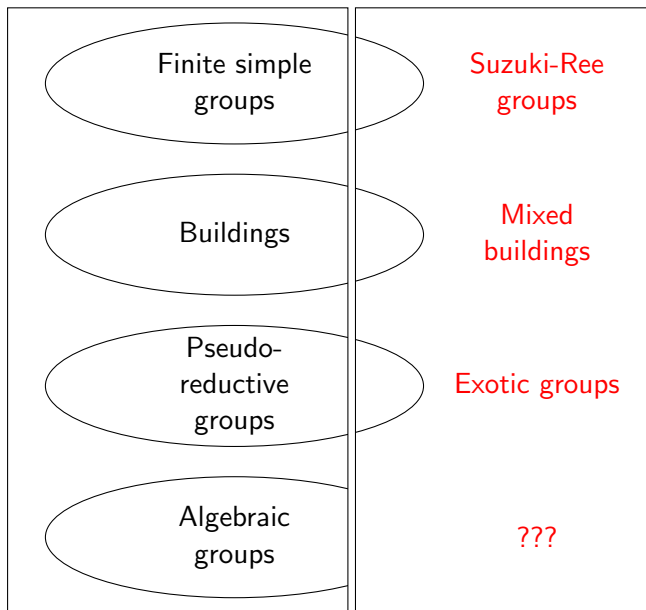 Finite simple
groups
Suzuki-Ree
groups
Buildings
Mixed
buildings
Pseudo-
reductive
groups
Exotic groups
Algebraic
groups
???